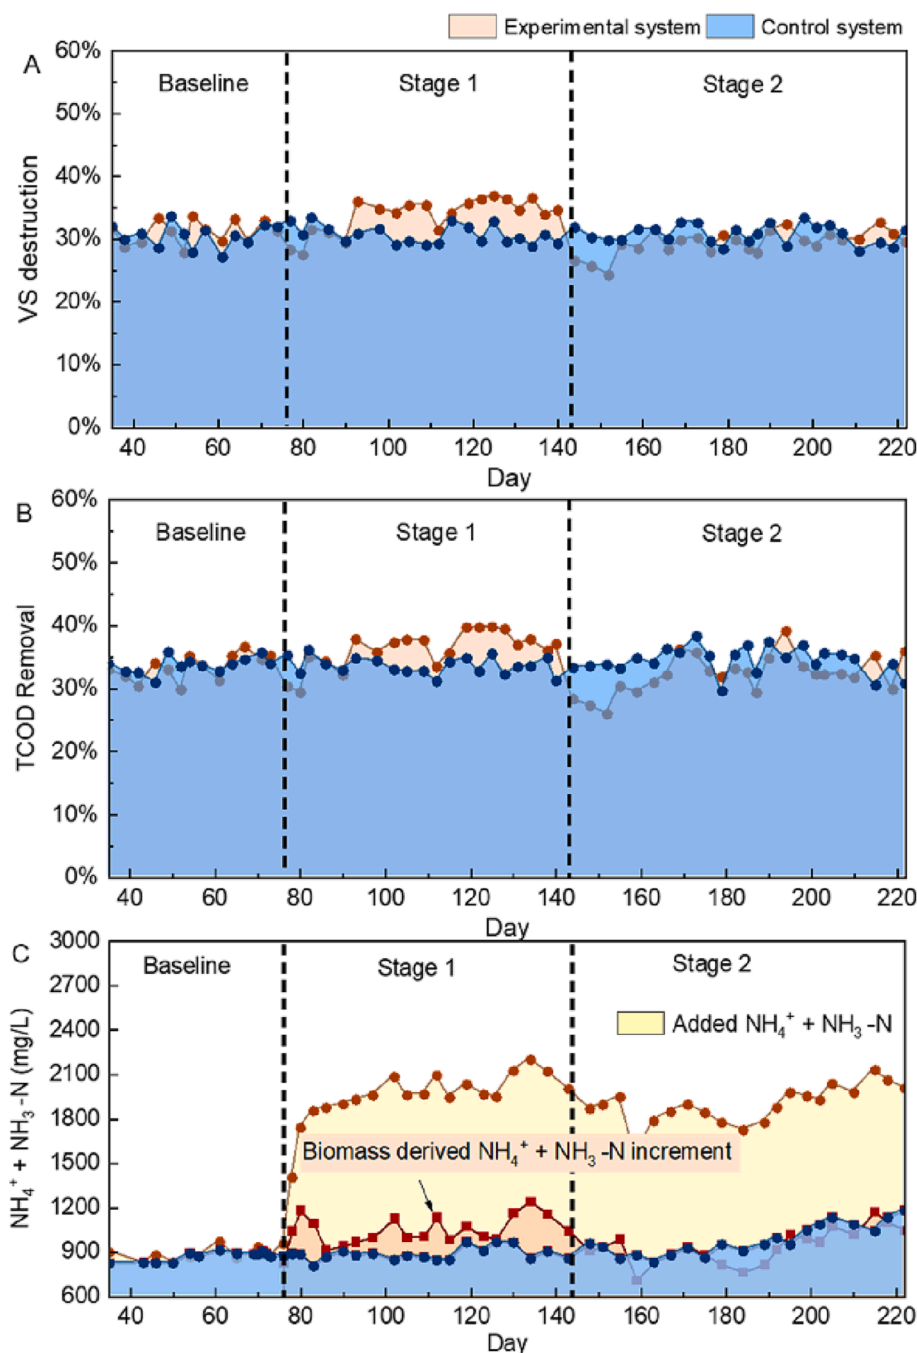 Experimental system Control system
A
60%
50%
40%
30%
20%
10%
0%
VS destruction
Baseline Stage 1 Stage 2
40 60 80 100 120 140 160 180 200 220
Day
B
60%
50%
40%
30%
20%
10%
0%
TCOD Removal
Baseline Stage 1 Stage 2
40 60 80 100 120 140 160 180 200 220
Day
C
3000
2700
2400
2100
1800
1500
1200
900
600
NH₄⁺ + NH₃ -N (mg/L)
Baseline Stage 1 Stage 2
Added NH₄⁺ + NH₃ -N
Biomass derived NH₄⁺ + NH₃ -N increment
40 60 80 100 120 140 160 180 200 220
Day